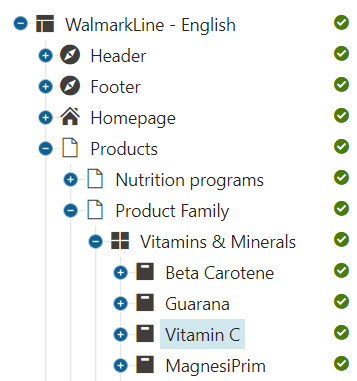 WalmarkLine - English
Header
Footer
Homepage
Products
Nutrition programs
Product Family
Vitamins & Minerals
Beta Carotene
Guarana
Vitamin C
MagnesiPrim